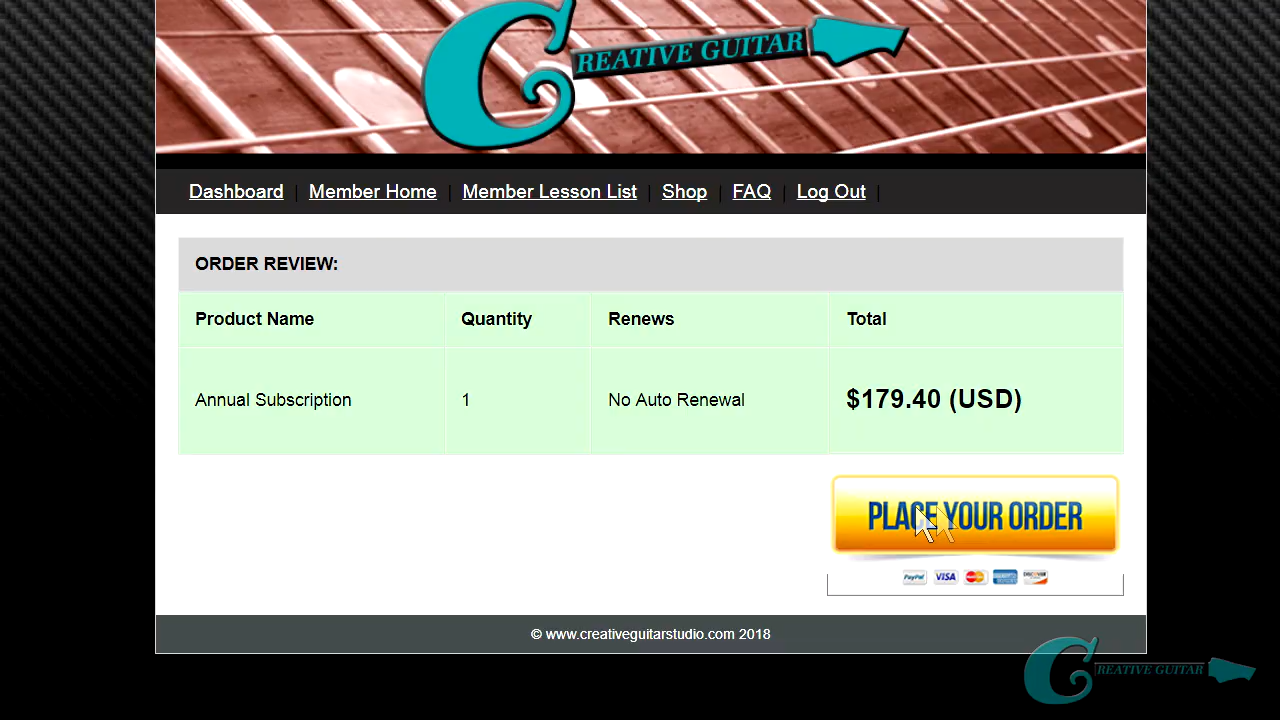 CREATIVE GUITAR
Dashboard | Member Home | Member Lesson List | Shop | FAQ | Log Out |
ORDER REVIEW:
Product Name Quantity Renews Total
Annual Subscription 1 No Auto Renewal $179.40 (USD)
PLACE YOUR ORDER
PayPal VISA MasterCard DISCOVER
© www.creativeguitarstudio.com 2018
CREATIVE GUITAR